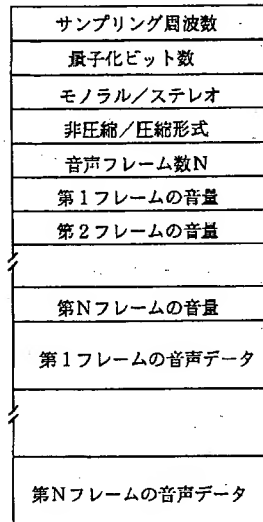 サンプリング周波数
量子化ビット数
モノラル／ステレオ
非圧縮／圧縮形式
音声フレーム数N
第1フレームの音量
第2フレームの音量
第Nフレームの音量
第1フレームの音声データ
第Nフレームの音声データ